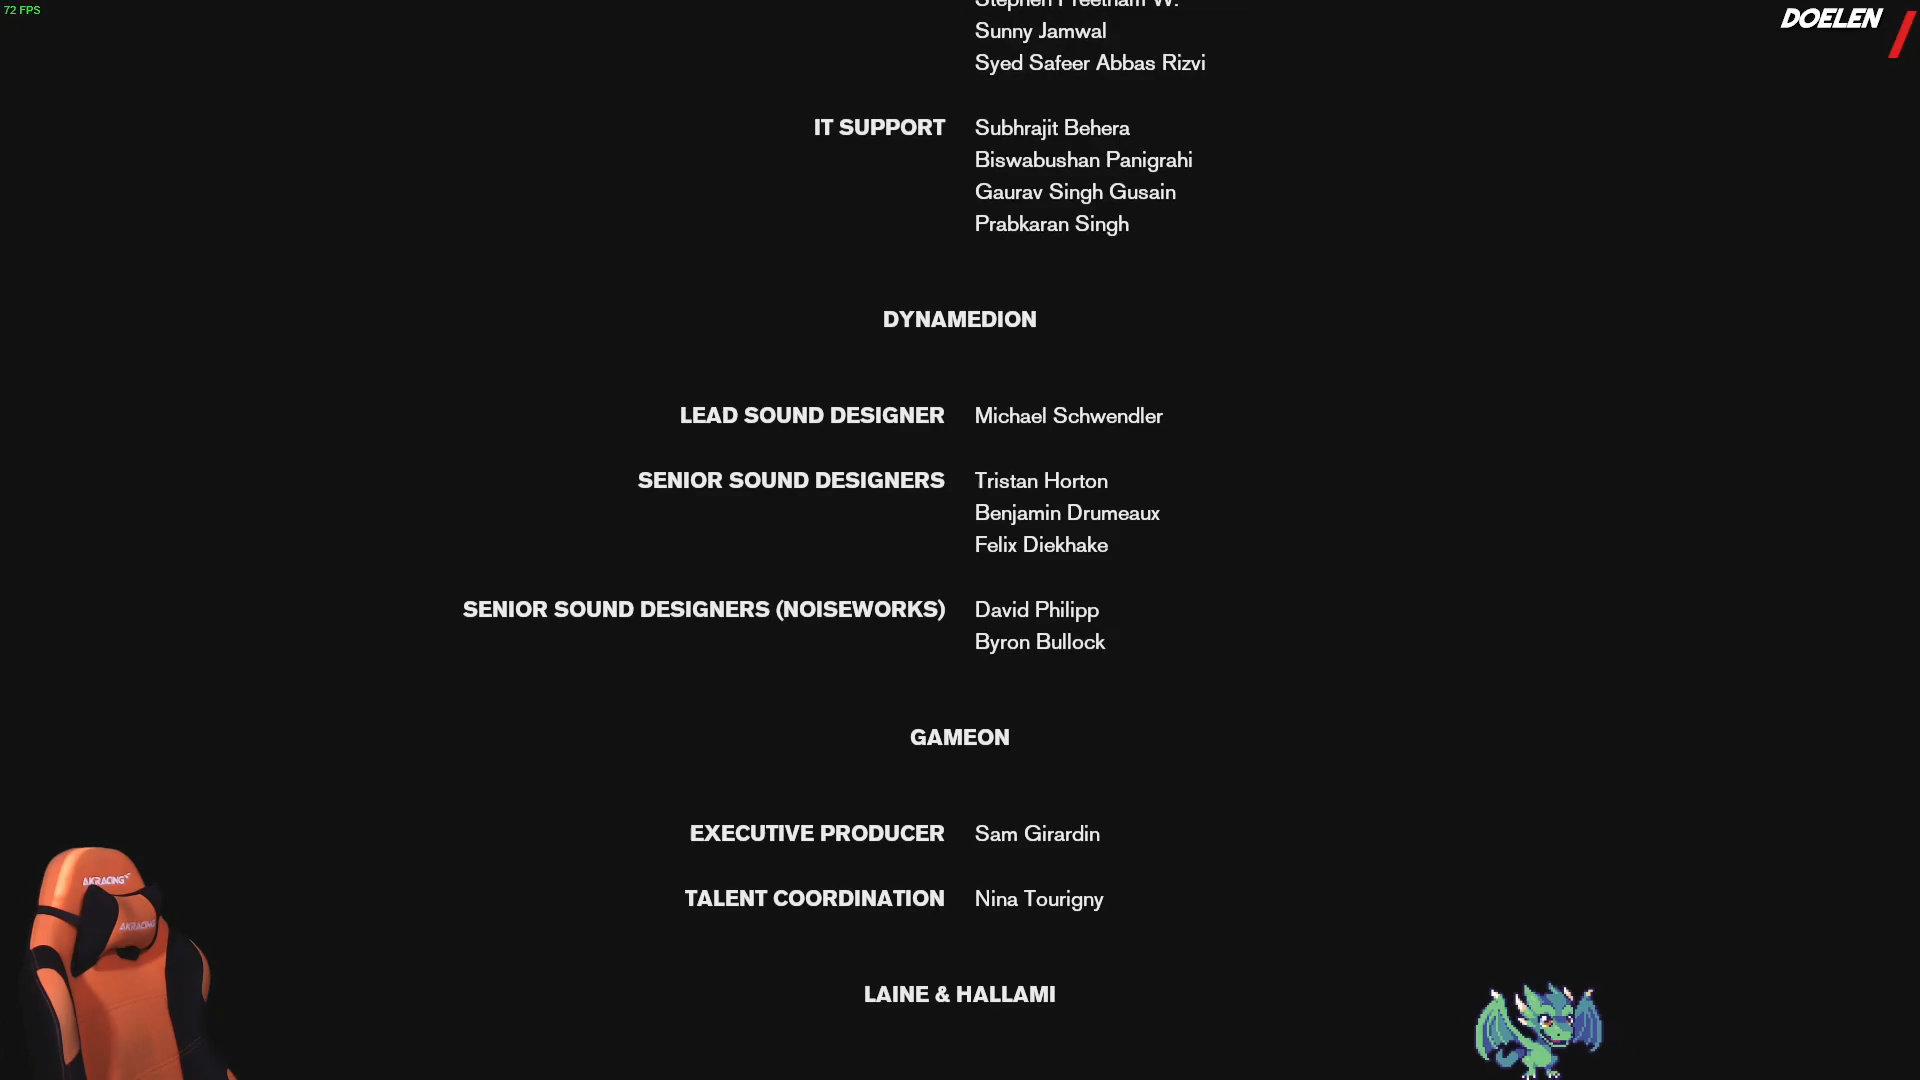 72 FPS
DOELEN
Sunny Jamwal
Syed Safeer Abbas Rizvi
IT SUPPORT Subhrajit Behera
Biswabushan Panigrahi
Gaurav Singh Gusain
Prabkaran Singh
DYNAMEDION
LEAD SOUND DESIGNER Michael Schwendler
SENIOR SOUND DESIGNERS Tristan Horton
Benjamin Drumeaux
Felix Diekhake
SENIOR SOUND DESIGNERS (NOISEWORKS) David Philipp
Byron Bullock
GAMEON
EXECUTIVE PRODUCER Sam Girardin
TALENT COORDINATION Nina Tourigny
LAINE & HALLAMI
AKRACING
AKRACING